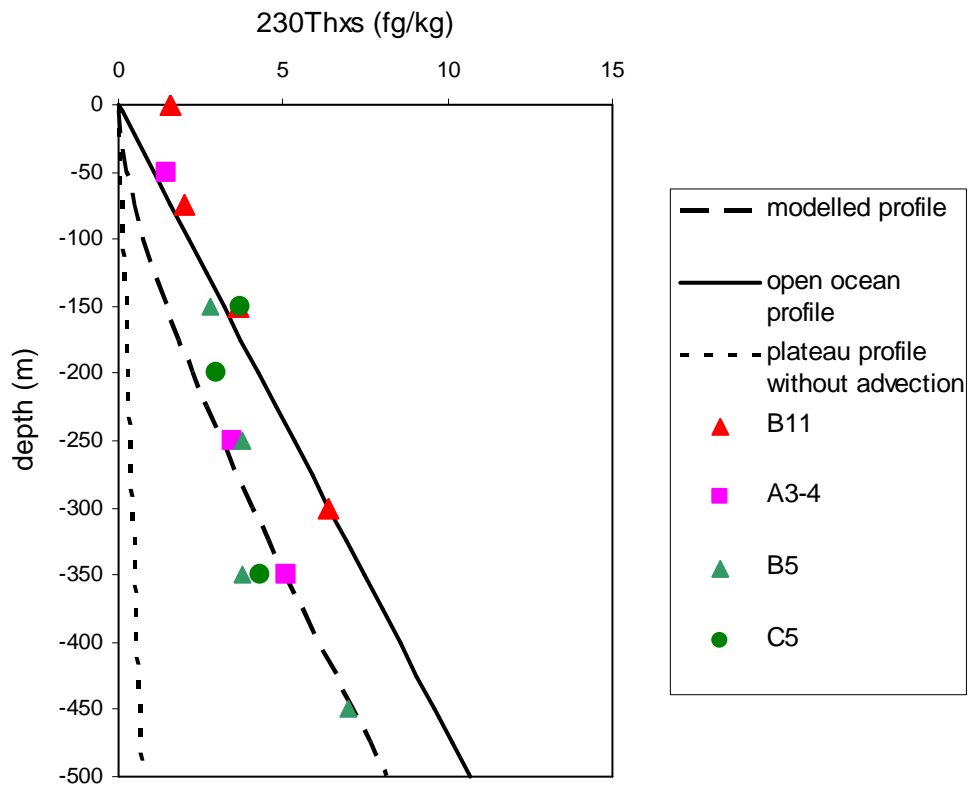 230Thxs (fg/kg)
0 5 10 15
0
-50
-100
-150
-200
-250
-300
-350
-400
-450
-500
depth (m)
modelled profile
open ocean
profile
plateau profile
without advection
B11
A3-4
B5
C5